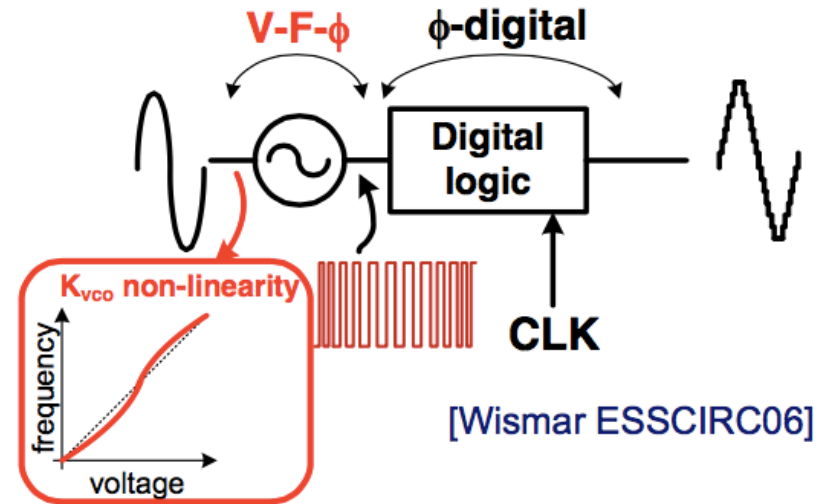 V-F-ϕ
ϕ-digital
Digital
logic
Kvco non-linearity
frequency
voltage
CLK
[Wismar ESSCIRC06]